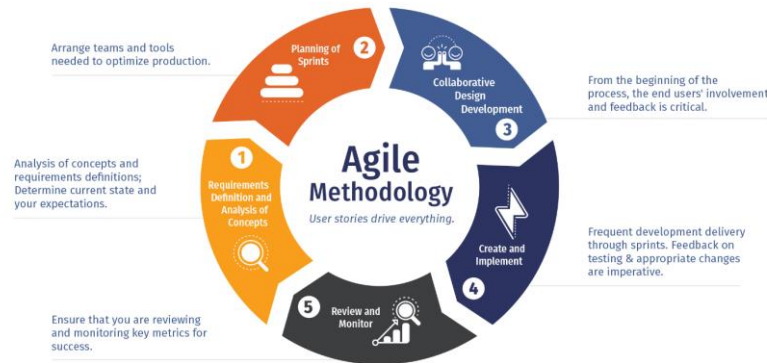 Agile
Methodology
User stories drive everything.
1
Requirements
Definition and
Analysis of
Concepts
Analysis of concepts and
requirements definitions;
Determine current state and
your expectations.
2
Planning of
Sprints
Arrange teams and tools
needed to optimize production.
Collaborative
Design
Development
3
From the beginning of the
process, the end users' involvement
and feedback is critical.
Create and
Implement
4
Frequent development delivery
through sprints. Feedback on
testing & appropriate changes
are imperative.
5
Review and
Monitor
Ensure that you are reviewing
and monitoring key metrics for
success.